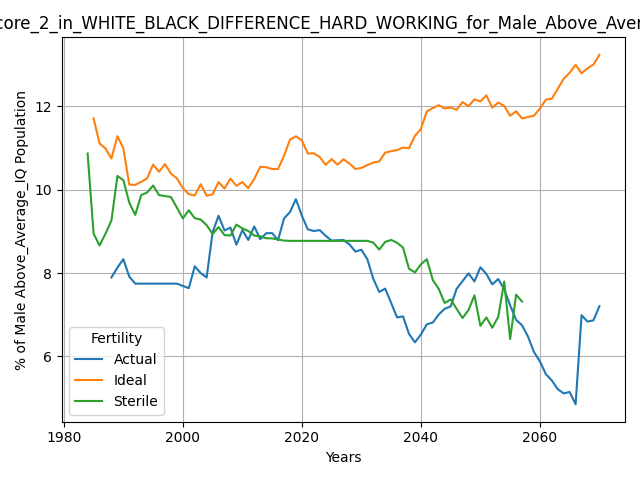 core_2_in_WHITE_BLACK_DIFFERENCE_HARD_WORKING_for_Male_Above_Aver
% of Male Above_Average_IQ Population
12
10
8
6
Fertility
Actual
Ideal
Sterile
1980
2000
2020
2040
2060
Years